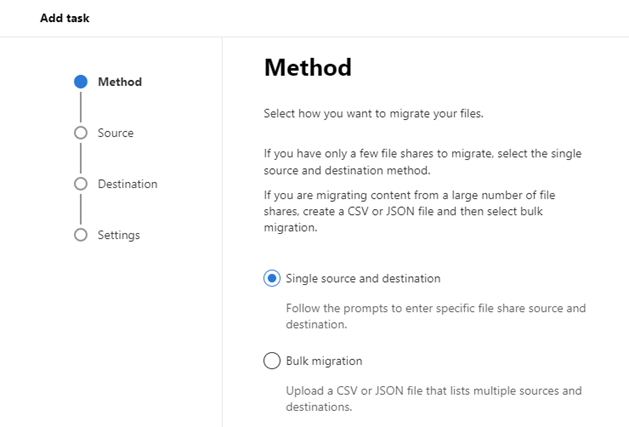 Add task
Method
Source
Destination
Settings
Method
Select how you want to migrate your files.
If you have only a few file shares to migrate, select the single
source and destination method.
If you are migrating content from a large number of file
shares, create a CSV or JSON file and then select bulk
migration.
Single source and destination
Follow the prompts to enter specific file share source and
destination.
Bulk migration
Upload a CSV or JSON file that lists multiple sources and
destinations.